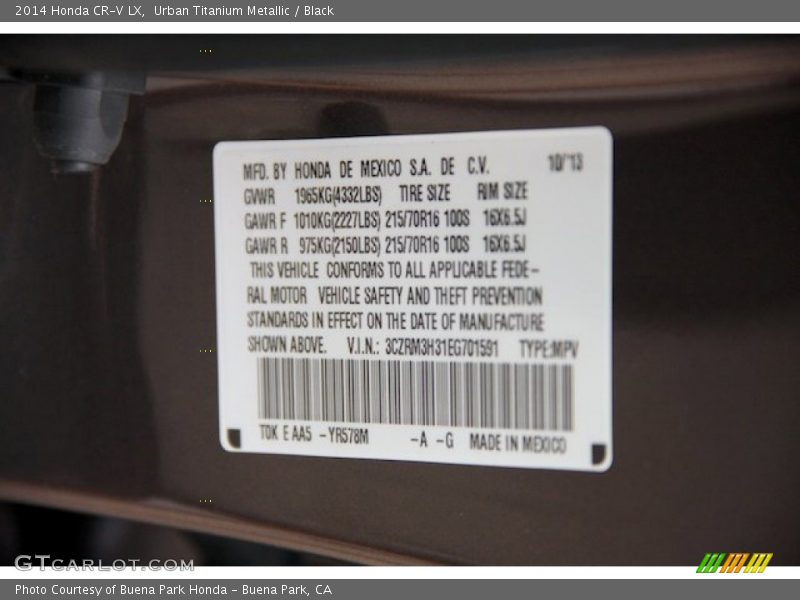 2014 Honda CR-V LX,  Urban Titanium Metallic / Black
MFD. BY HONDA DE MEXICO S.A. DE C.V. 10/'13
GVWR 1965KG(4332LBS) TIRE SIZE RIM SIZE
GAWR F 1010KG(2227LBS) 215/70R16 100S 16X6.5J
GAWR R 975KG(2150LBS) 215/70R16 100S 16X6.5J
THIS VEHICLE CONFORMS TO ALL APPLICABLE FEDE-
RAL MOTOR VEHICLE SAFETY AND THEFT PREVENTION
STANDARDS IN EFFECT ON THE DATE OF MANUFACTURE
SHOWN ABOVE. V.I.N.: 3CZRM3H31EG701591 TYPE:MPV
TOK E AA5 -YR578M -A -G MADE IN MEXICO
GTCARLOT.COM
Photo Courtesy of Buena Park Honda - Buena Park, CA